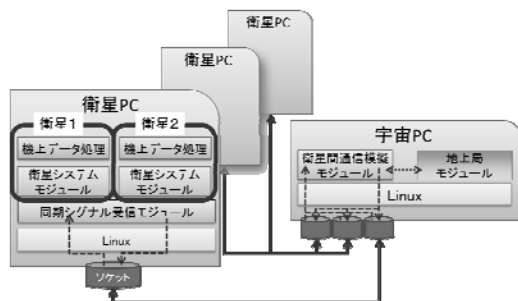 衛星PC
衛星PC
衛星PC
衛星1
衛星2
機上データ処理
機上データ処理
衛星システム
モジュール
衛星システム
モジュール
同期シグナル受信モジュール
Linux
ソケット
宇宙PC
衛星間通信模擬
モジュール
地上局
モジュール
Linux